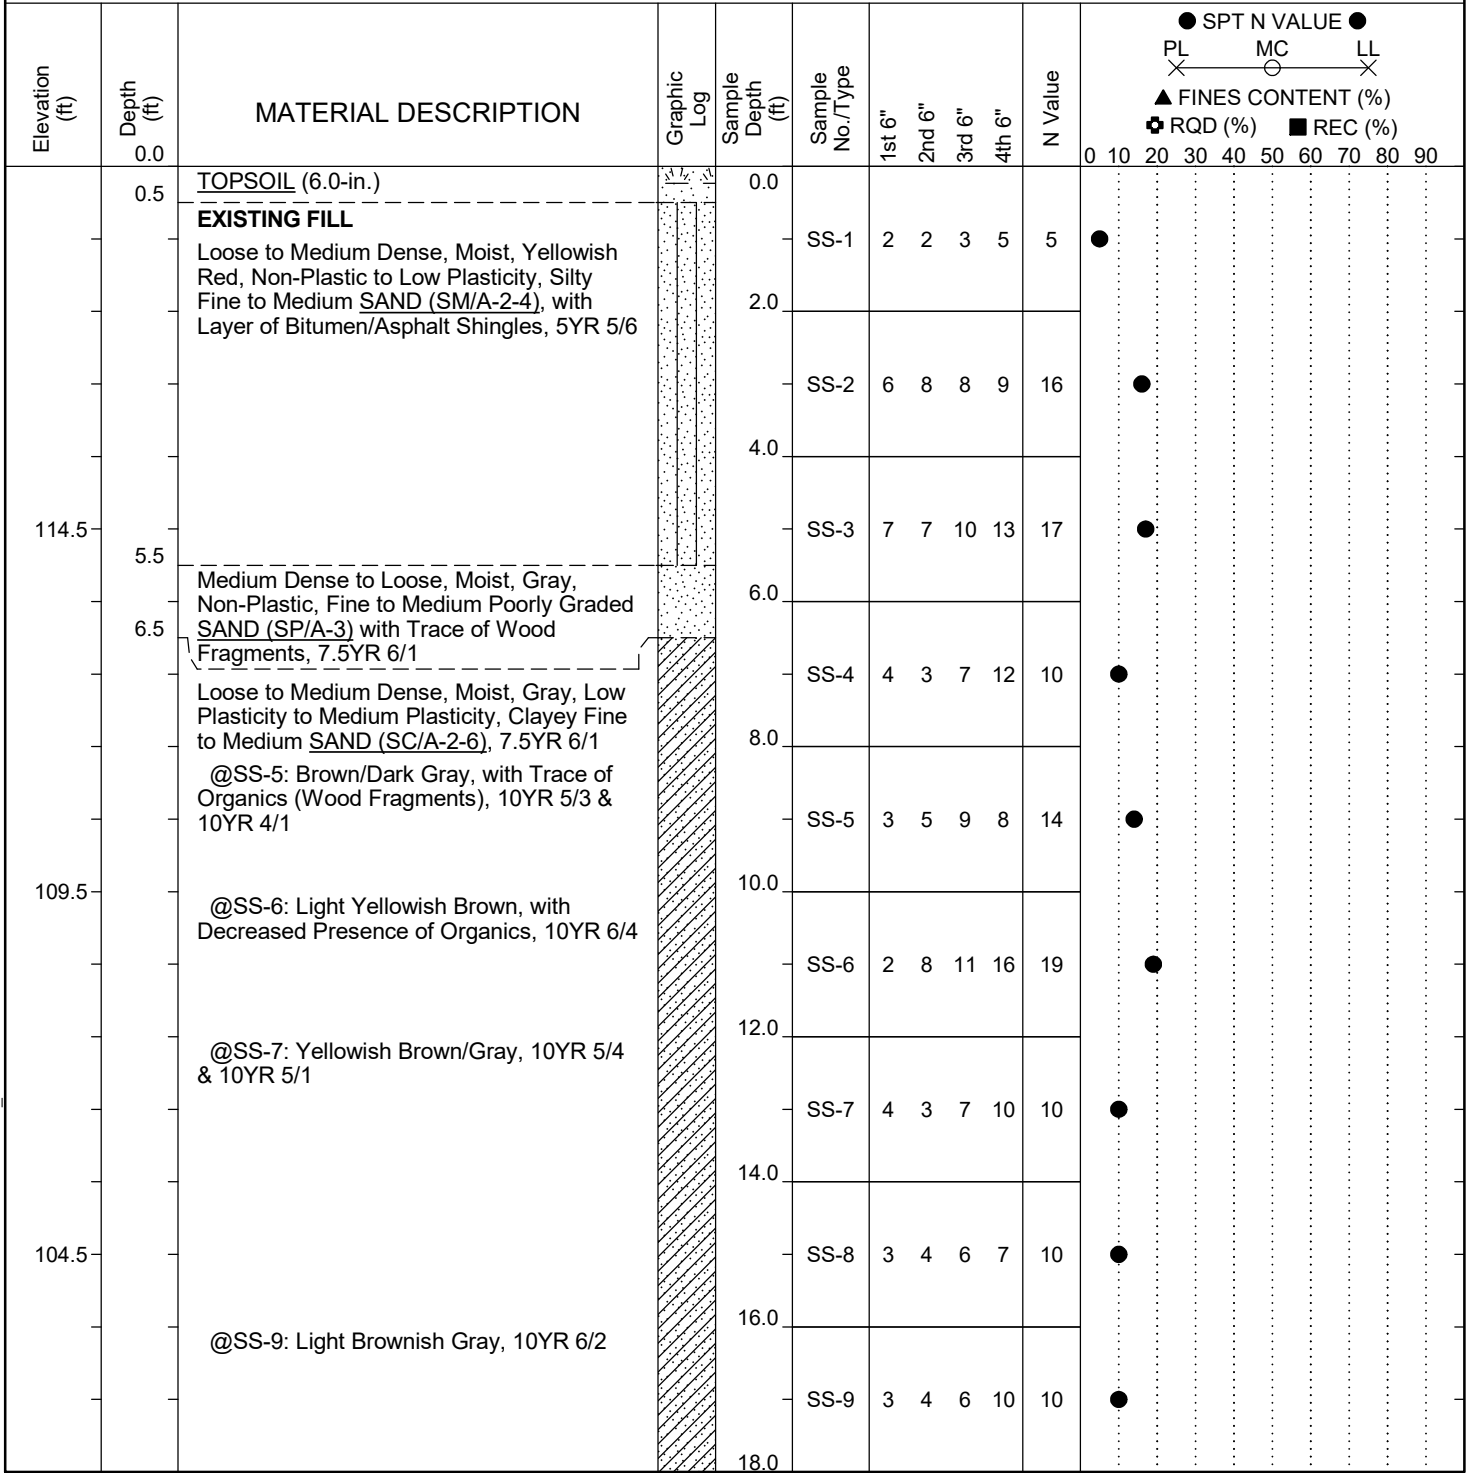 ● SPT N VALUE ●
PL MC LL
▲ FINES CONTENT (%)
RQD (%) ■ REC (%)
Elevation (ft)
Depth (ft)
0.0
MATERIAL DESCRIPTION
Graphic Log
Sample Depth (ft)
Sample No./Type
1st 6"
2nd 6"
3rd 6"
4th 6"
N Value
0 10 20 30 40 50 60 70 80 90
TOPSOIL (6.0-in.) 0.0
0.5
EXISTING FILL
SS-1 2 2 3 5 5
Loose to Medium Dense, Moist, Yellowish
Red, Non-Plastic to Low Plasticity, Silty
Fine to Medium SAND (SM/A-2-4), with
2.0
Layer of Bitumen/Asphalt Shingles, 5YR 5/6
SS-2 6 8 8 9 16
4.0
114.5 SS-3 7 7 10 13 17
5.5
Medium Dense to Loose, Moist, Gray,
6.0
Non-Plastic, Fine to Medium Poorly Graded
6.5
SAND (SP/A-3) with Trace of Wood
Fragments, 7.5YR 6/1
SS-4 4 3 7 12 10
Loose to Medium Dense, Moist, Gray, Low
Plasticity to Medium Plasticity, Clayey Fine
to Medium SAND (SC/A-2-6), 7.5YR 6/1
8.0
@SS-5: Brown/Dark Gray, with Trace of
Organics (Wood Fragments), 10YR 5/3 &
10YR 4/1
SS-5 3 5 9 8 14
10.0
109.5
@SS-6: Light Yellowish Brown, with
Decreased Presence of Organics, 10YR 6/4
SS-6 2 8 11 16 19
12.0
@SS-7: Yellowish Brown/Gray, 10YR 5/4
& 10YR 5/1
SS-7 4 3 7 10 10
14.0
104.5 SS-8 3 4 6 7 10
16.0
@SS-9: Light Brownish Gray, 10YR 6/2
SS-9 3 4 6 10 10
18.0